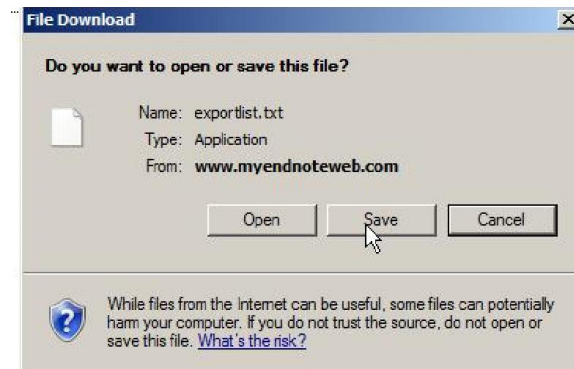 ...
File Download
Do you want to open or save this file?
Name: exportlist.txt
Type: Application
From: www.myendnoteweb.com
Open Save Cancel
While files from the Internet can be useful, some files can potentially
harm your computer. If you do not trust the source, do not open or
save this file. What's the risk?